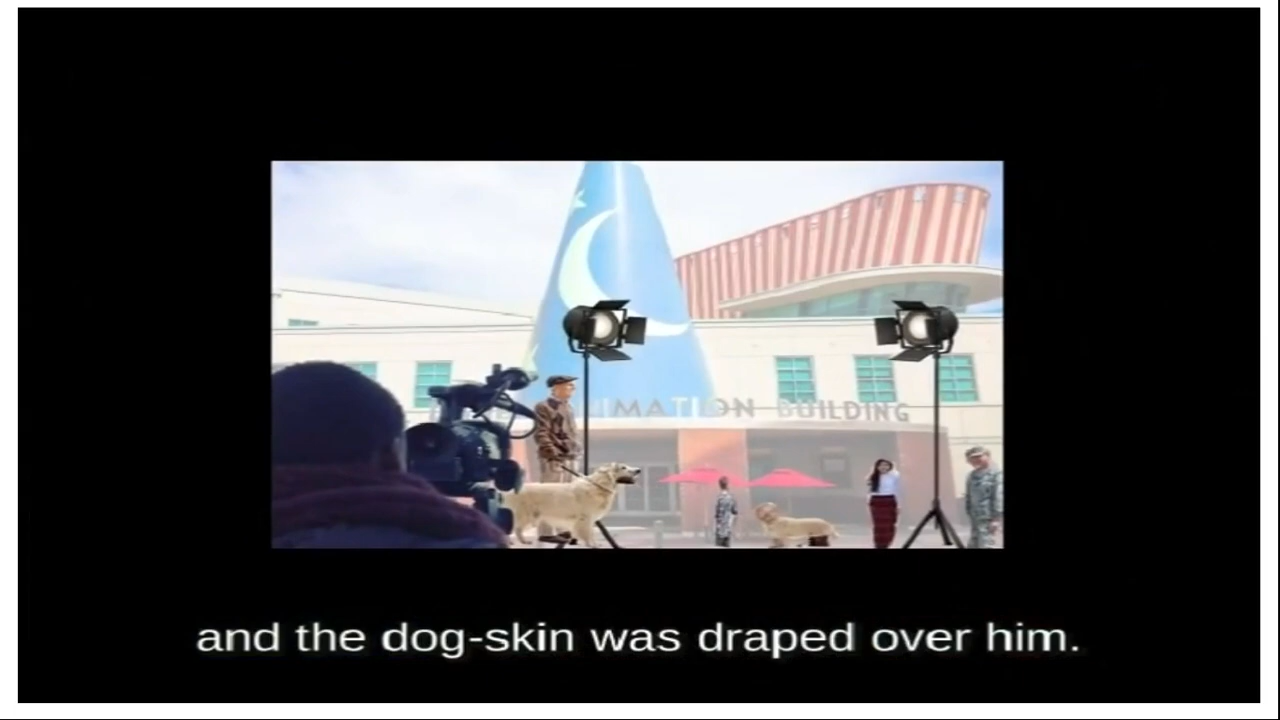 ANIMATION BUILDING
and the dog-skin was draped over him.